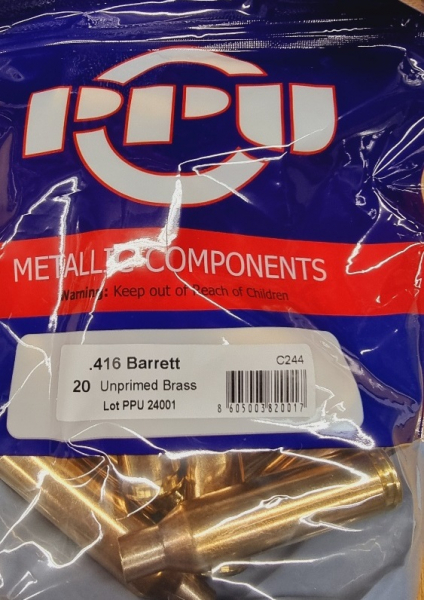 PPU
METALLIC COMPONENTS
Warning: Keep out of Reach of Children
.416 Barrett
C244
20 Unprimed Brass
Lot PPU 24001
8 605003 820017